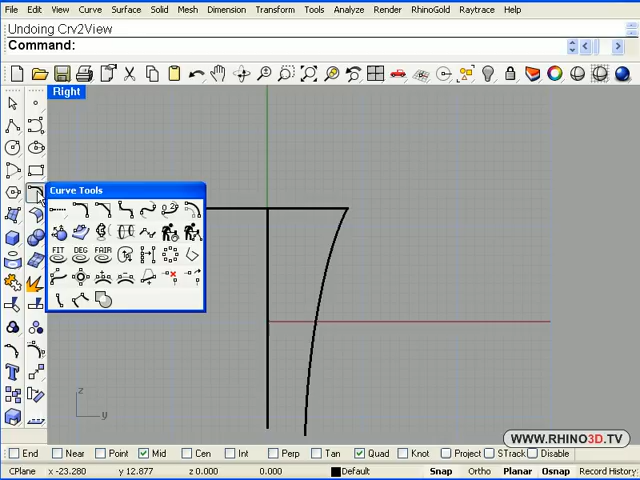 File Edit View Curve Surface Solid Mesh Dimension Transform Tools Analyze Render RhinoGold Raytrace Help
Undoing Crv2View
Command:
Right
Curve Tools
FIT DEG FAIR
z
y
WWW.RHINO3D.TV
End Near Point Mid Cen Int Perp Tan Quad Knot Project STrack Disable
CPlane x -23.280 y 12.877 z 0.000 0.000 Default Snap Ortho Planar Osnap Record History